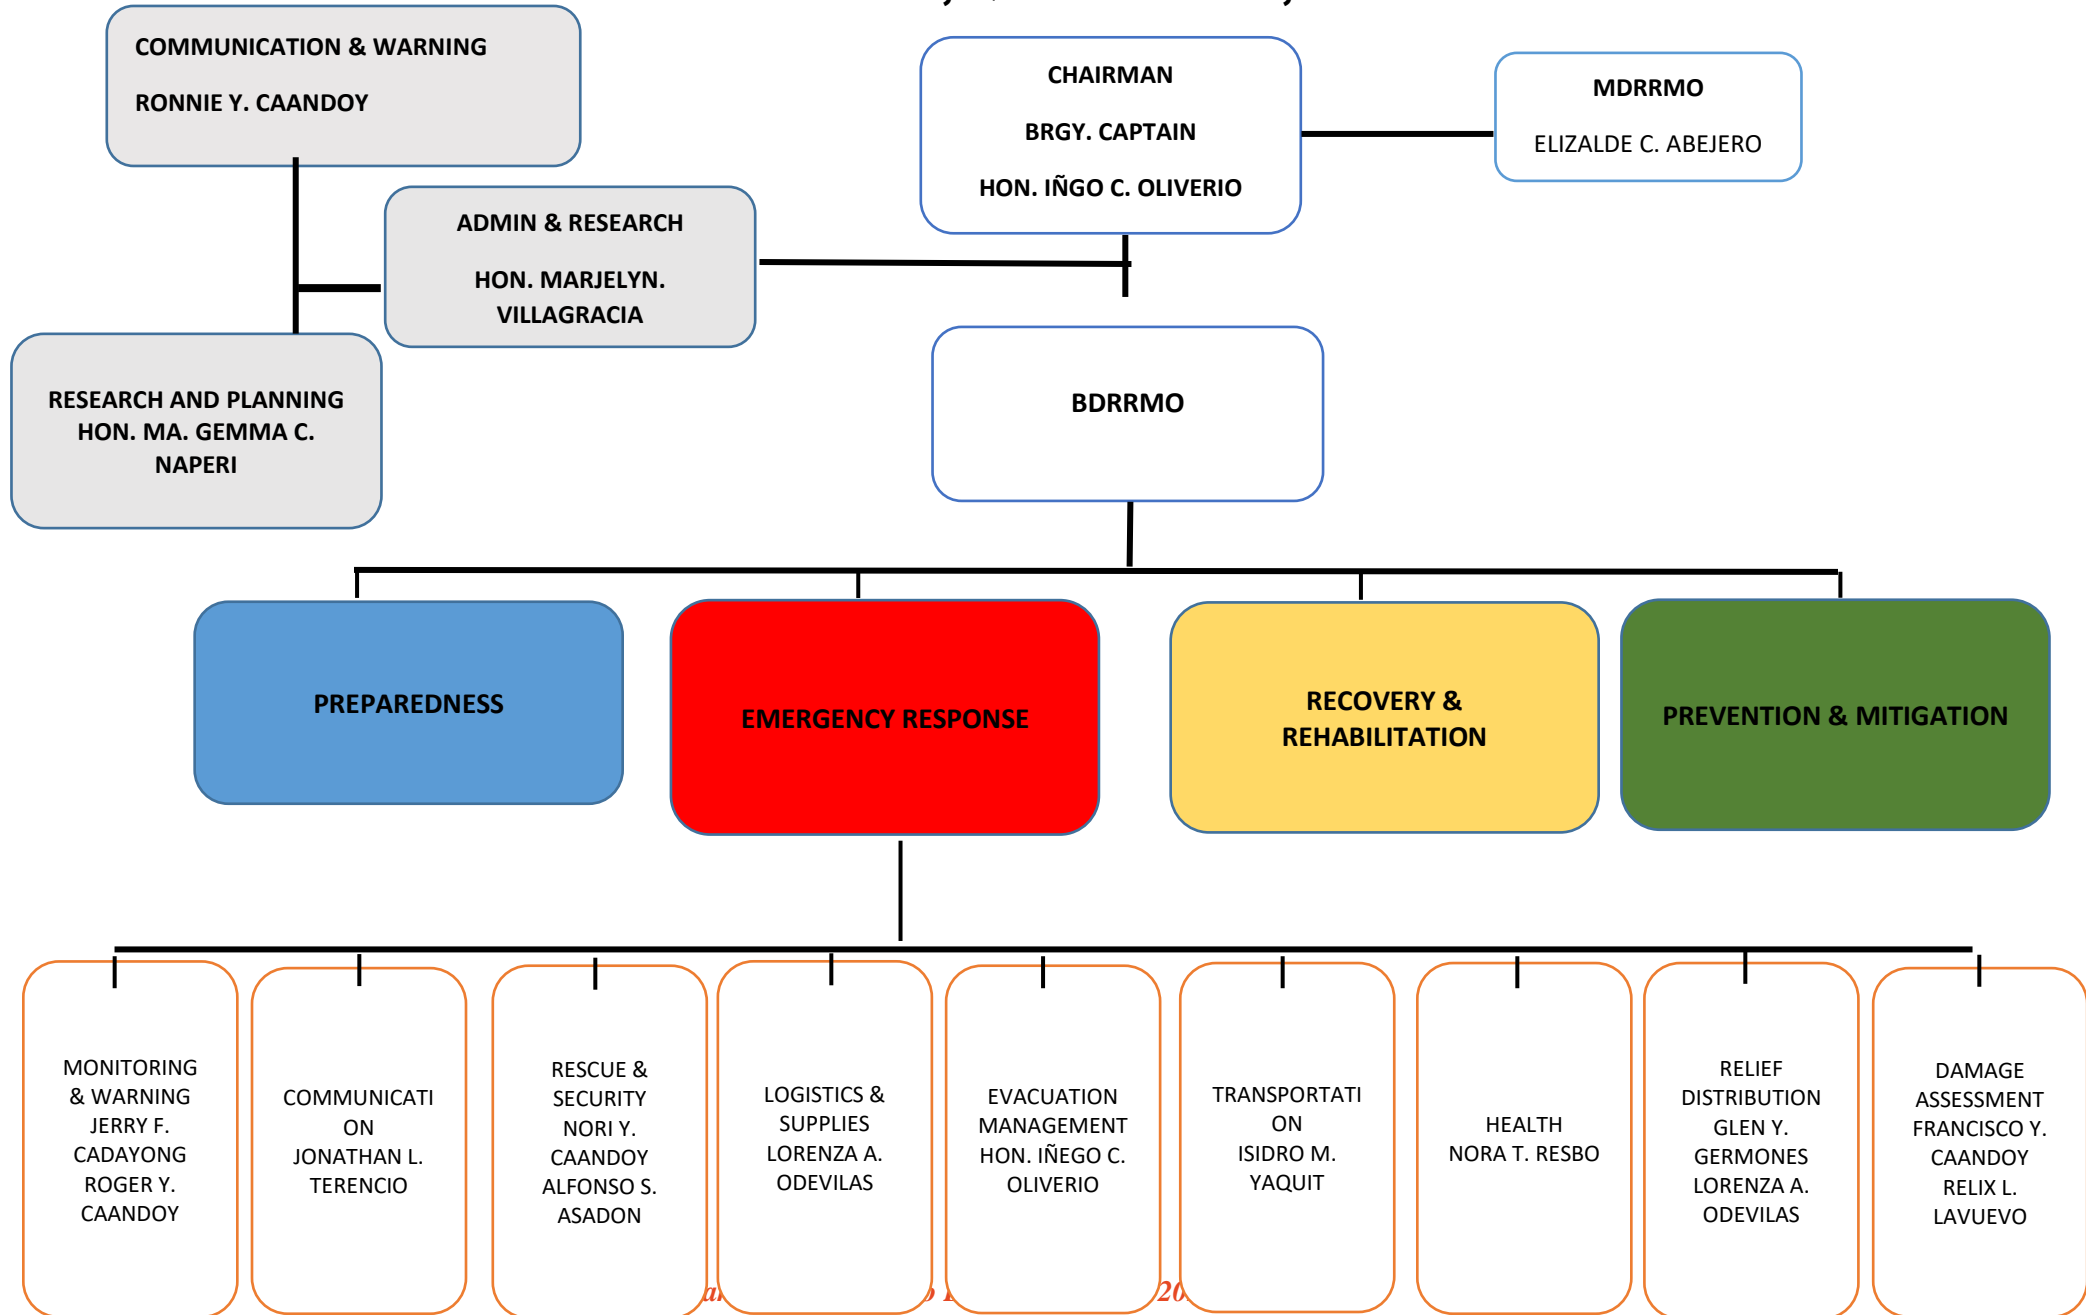 COMMUNICATION & WARNING
RONNIE Y. CAANDOY
CHAIRMAN
BRGY. CAPTAIN
HON. IÑGO C. OLIVERIO
MDRRMO
ELIZALDE C. ABEJERO
ADMIN & RESEARCH
HON. MARJELYN.
VILLAGRACIA
RESEARCH AND PLANNING
HON. MA. GEMMA C.
NAPERI
BDRRMO
PREPAREDNESS
EMERGENCY RESPONSE
RECOVERY &
REHABILITATION
PREVENTION & MITIGATION
MONITORING
& WARNING
JERRY F.
CADAYONG
ROGER Y.
CAANDOY
COMMUNICATI
ON
JONATHAN L.
TERENCIO
RESCUE &
SECURITY
NORI Y.
CAANDOY
ALFONSO S.
ASADON
LOGISTICS &
SUPPLIES
LORENZA A.
ODEVILAS
EVACUATION
MANAGEMENT
HON. IÑEGO C.
OLIVERIO
TRANSPORTATI
ON
ISIDRO M.
YAQUIT
HEALTH
NORA T. RESBO
RELIEF
DISTRIBUTION
GLEN Y.
GERMONES
LORENZA A.
ODEVILAS
DAMAGE
ASSESSMENT
FRANCISCO Y.
CAANDOY
RELIX L.
LAVUEVO